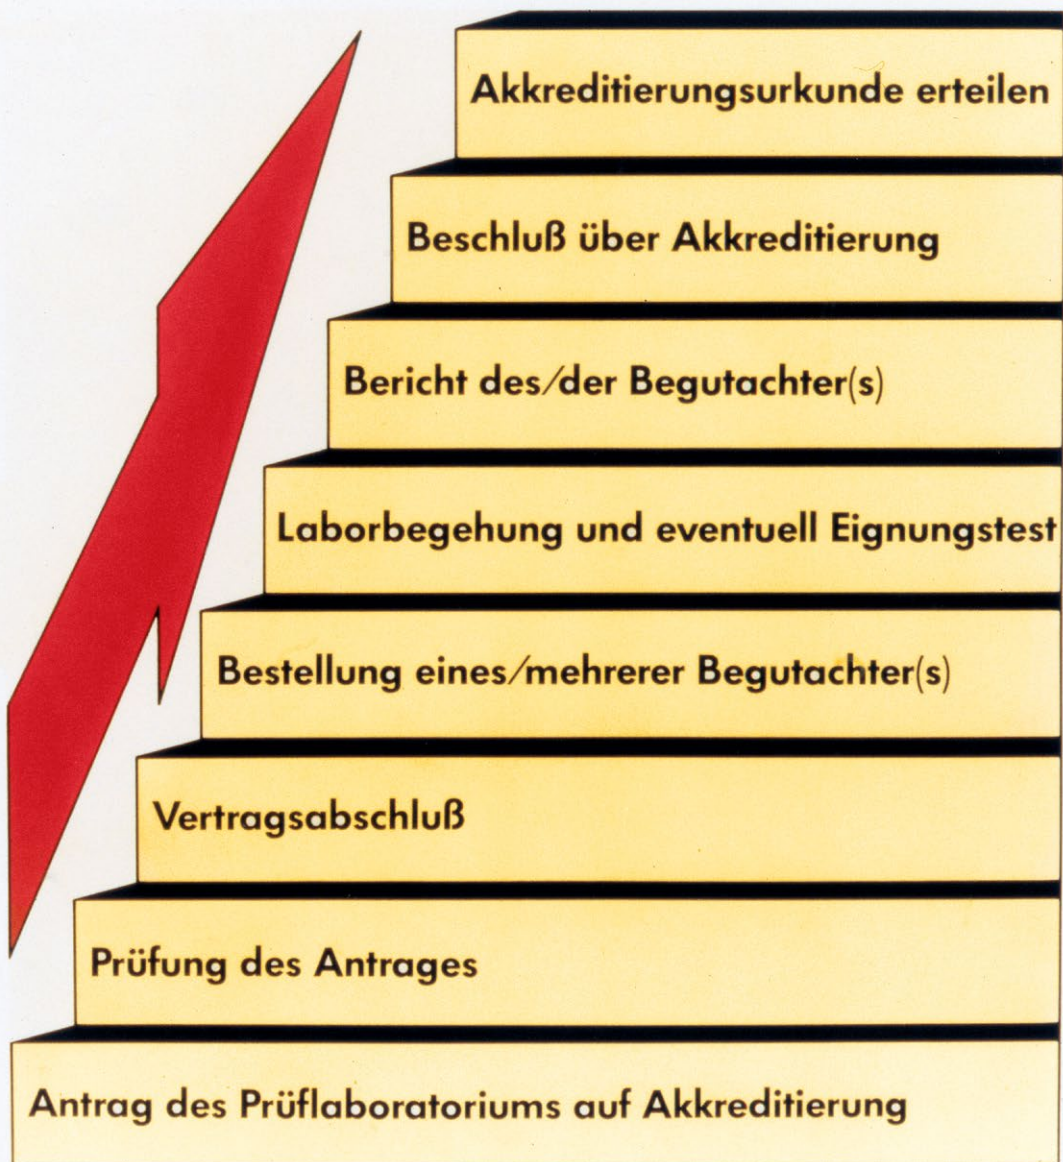 Akkreditierungsurkunde erteilen
Beschluß über Akkreditierung
Bericht des/der Begutachter(s)
Laborbegehung und eventuell Eignungstest
Bestellung eines/mehrerer Begutachter(s)
Vertragsabschluß
Prüfung des Antrages
Antrag des Prüflaboratoriums auf Akkreditierung